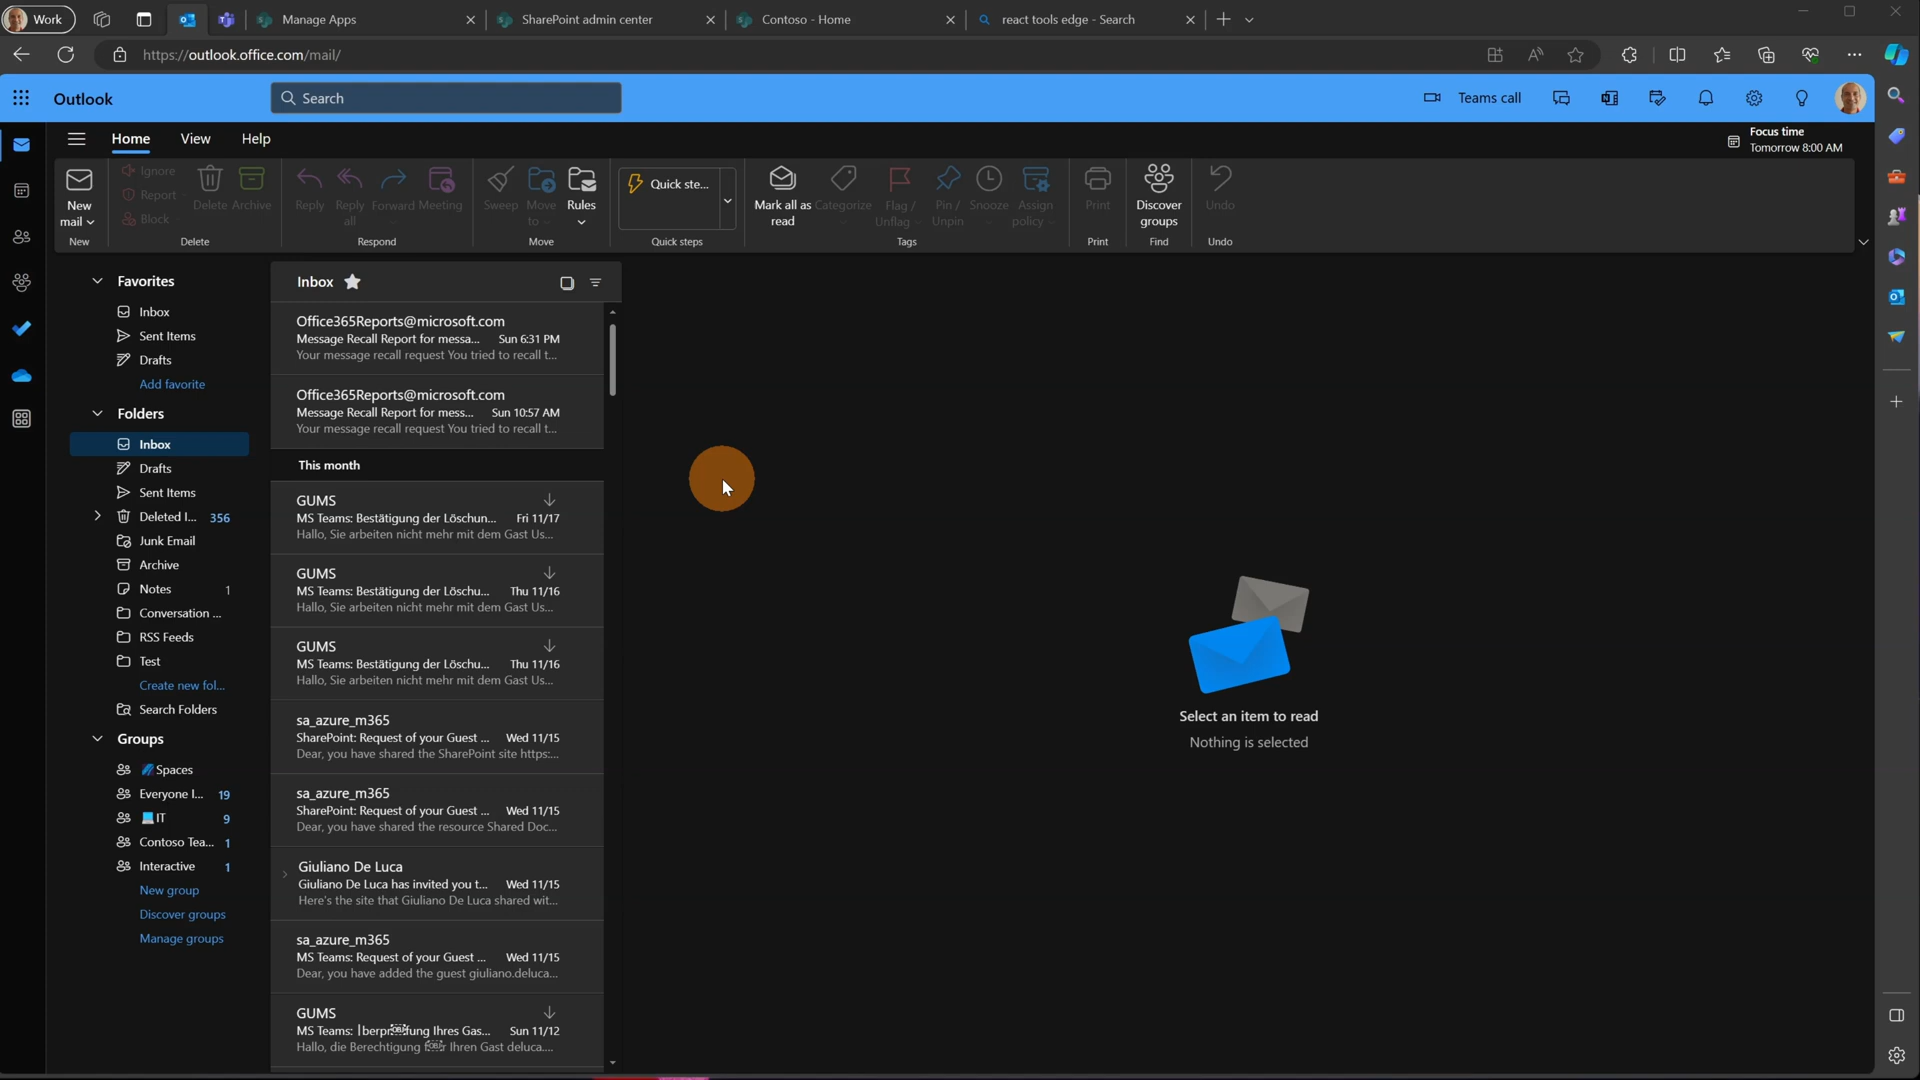 Work
Manage Apps
SharePoint admin center
Contoso - Home
react tools edge - Search
https://outlook.office.com/mail/
Outlook
Search
Teams call
Home
View
Help
Focus time
Tomorrow 8:00 AM
New
mail
New
Ignore
Report
Block
Delete
Archive
Delete
Reply
Reply
all
Forward
Meeting
Respond
Sweep
Move
to
Rules
Move
Quick ste...
Quick steps
Mark all as
read
Categorize
Flag /
Unflag
Pin /
Unpin
Snooze
Assign
policy
Tags
Print
Print
Discover
groups
Find
Undo
Undo
Favorites
Inbox
Sent Items
Drafts
Add favorite
Folders
Inbox
Drafts
Sent Items
Deleted I... 356
Junk Email
Archive
Notes 1
Conversation ...
RSS Feeds
Test
Create new fol...
Search Folders
Groups
Spaces
Everyone I... 19
IT 9
Contoso Tea... 1
Interactive 1
New group
Discover groups
Manage groups
Inbox
Office365Reports@microsoft.com
Message Recall Report for messa... Sun 6:31 PM
Your message recall request You tried to recall t...
Office365Reports@microsoft.com
Message Recall Report for mess... Sun 10:57 AM
Your message recall request You tried to recall t...
This month
GUMS
MS Teams: Bestätigung der Löschun... Fri 11/17
Hallo, Sie arbeiten nicht mehr mit dem Gast Us...
GUMS
MS Teams: Bestätigung der Löschu... Thu 11/16
Hallo, Sie arbeiten nicht mehr mit dem Gast Us...
GUMS
MS Teams: Bestätigung der Löschu... Thu 11/16
Hallo, Sie arbeiten nicht mehr mit dem Gast Us...
sa_azure_m365
SharePoint: Request of your Guest ... Wed 11/15
Dear, you have shared the SharePoint site https:...
sa_azure_m365
SharePoint: Request of your Guest ... Wed 11/15
Dear, you have shared the resource Shared Doc...
Giuliano De Luca
Giuliano De Luca has invited you t... Wed 11/15
Here's the site that Giuliano De Luca shared wit...
sa_azure_m365
MS Teams: Request of your Guest ... Wed 11/15
Dear, you have added the guest giuliano.deluca...
GUMS
MS Teams: Ihres Gas... Sun 11/12
Hallo, die Berechtigung Ihren Gast deluca....
Select an item to read
Nothing is selected